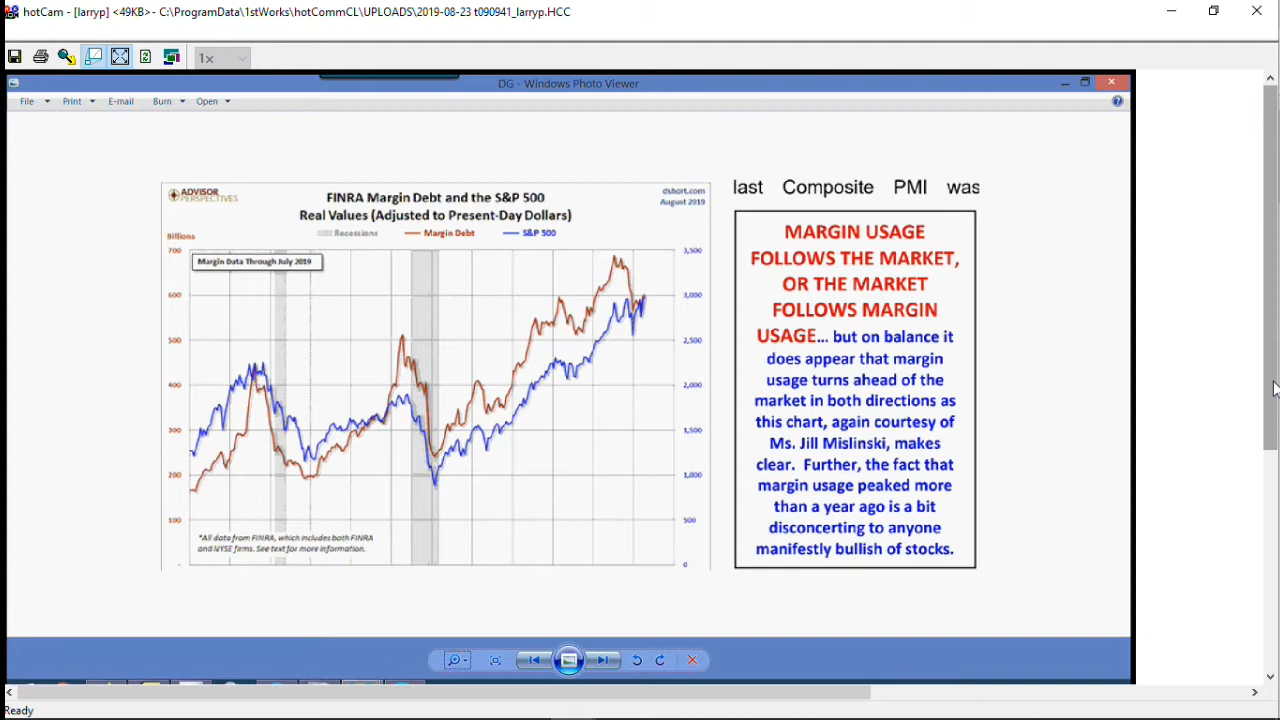 hotCam - [larryp] <49KB>- C:\ProgramData\1stWorks\hotCommCL\UPLOADS\2019-08-23 t090941_larryp.HCC
1x
DG - Windows Photo Viewer
File Print E-mail Burn Open
ADVISOR
PERSPECTIVES
FINRA Margin Debt and the S&P 500
Real Values (Adjusted to Present-Day Dollars)
dshort.com
August 2019
Recessions Margin Debt S&P 500
Billions
700 3,500
Margin Data Through July 2019
600 3,000
500 2,500
400 2,000
300 1,500
200 1,000
100 500
*All data from FINRA, which includes both FINRA
and NYSE firms. See text for more information.
- 0
last Composite PMI was
MARGIN USAGE
FOLLOWS THE MARKET,
OR THE MARKET
FOLLOWS MARGIN
USAGE... but on balance it
does appear that margin
usage turns ahead of the
market in both directions as
this chart, again courtesy of
Ms. Jill Mislinski, makes
clear. Further, the fact that
margin usage peaked more
than a year ago is a bit
disconcerting to anyone
manifestly bullish of stocks.
Ready